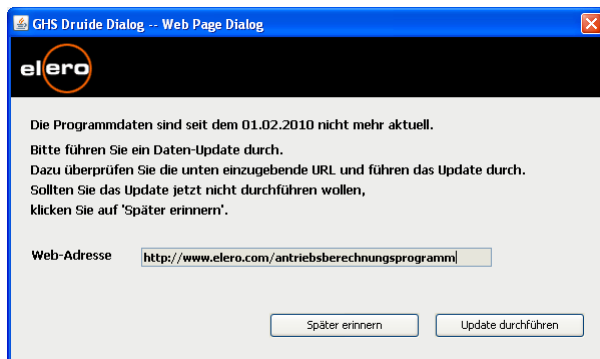 GHS Druide Dialog -- Web Page Dialog
elero
Die Programmdaten sind seit dem 01.02.2010 nicht mehr aktuell.
Bitte führen Sie ein Daten-Update durch.
Dazu überprüfen Sie die unten einzugebende URL und führen das Update durch.
Sollten Sie das Update jetzt nicht durchführen wollen,
klicken Sie auf 'Später erinnern'.
Web-Adresse http://www.elero.com/antriebsberechnungsprogramm
Später erinnern Update durchführen